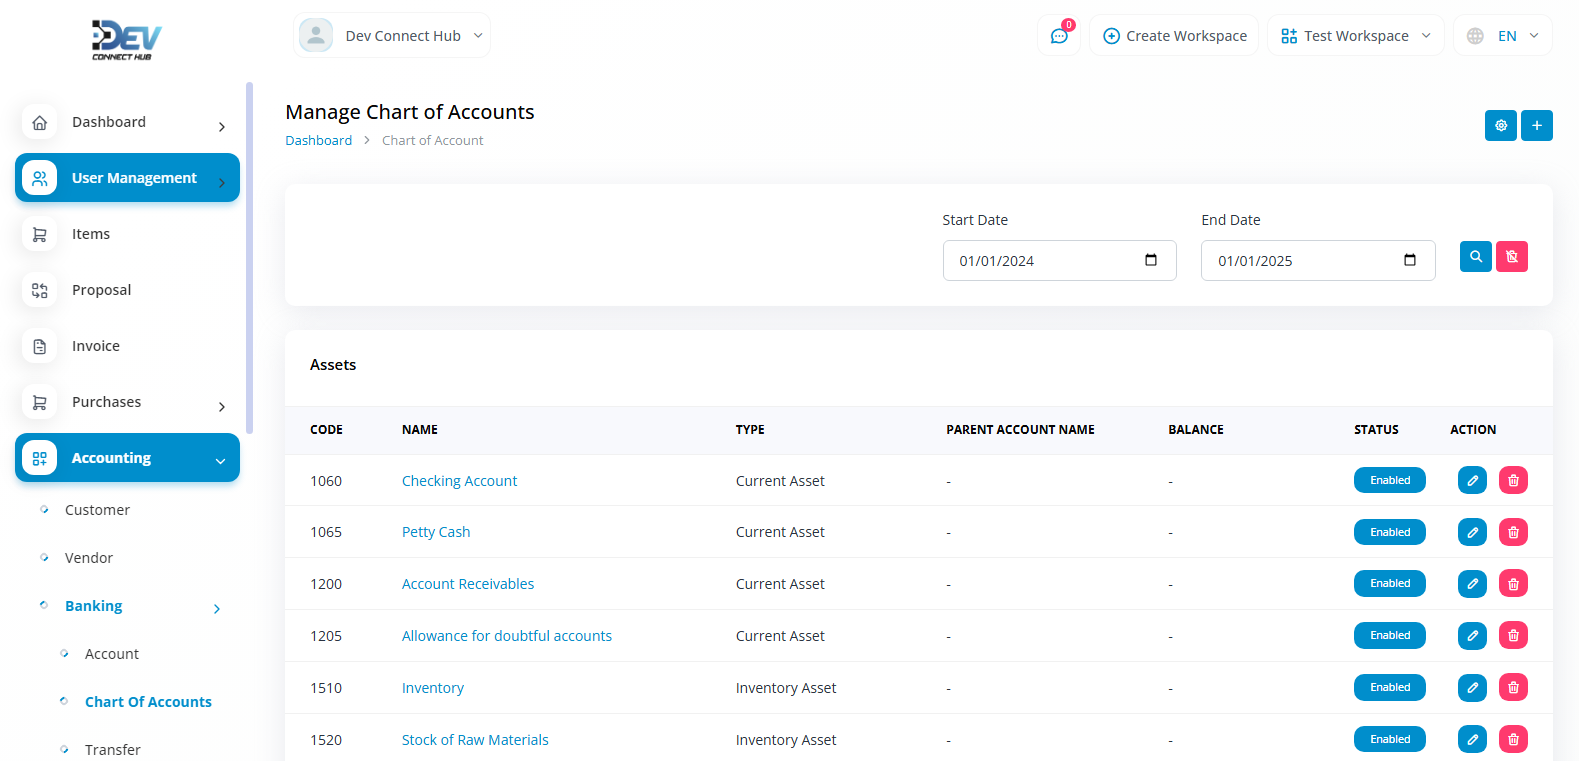 DEV
CONNECT HUB
Dev Connect Hub
0
Create Workspace
Test Workspace
EN
Dashboard
User Management
Items
Proposal
Invoice
Purchases
Accounting
Customer
Vendor
Banking
Account
Chart Of Accounts
Transfer
Manage Chart of Accounts
Dashboard > Chart of Account
Start Date End Date
01/01/2024 01/01/2025
Assets
CODE NAME TYPE PARENT ACCOUNT NAME BALANCE STATUS ACTION
1060 Checking Account Current Asset - - Enabled
1065 Petty Cash Current Asset - - Enabled
1200 Account Receivables Current Asset - - Enabled
1205 Allowance for doubtful accounts Current Asset - - Enabled
1510 Inventory Inventory Asset - - Enabled
1520 Stock of Raw Materials Inventory Asset - - Enabled